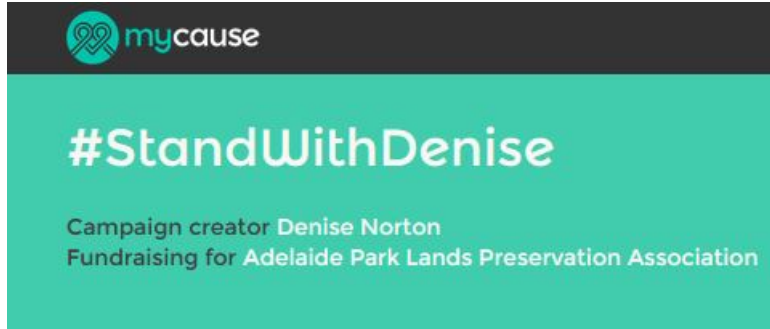 mycause
#StandWithDenise
Campaign creator Denise Norton
Fundraising for Adelaide Park Lands Preservation Association